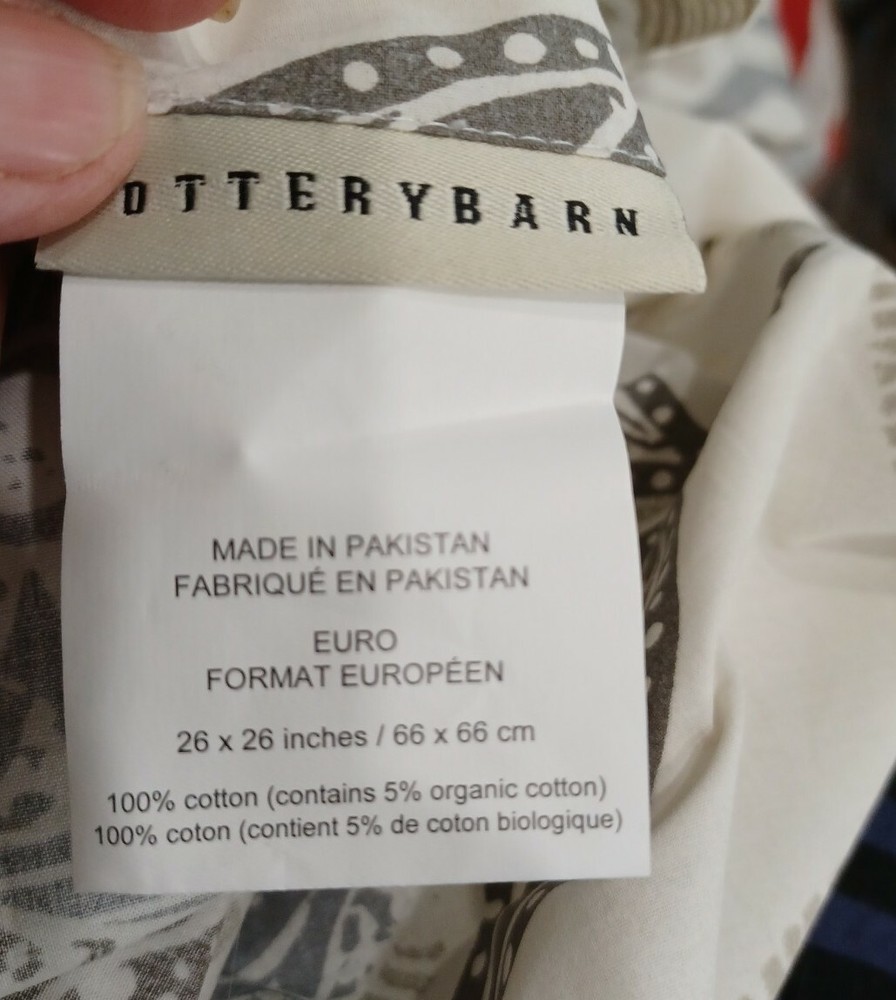 OTTERYBARN
MADE IN PAKISTAN
FABRIQUÉ EN PAKISTAN
EURO
FORMAT EUROPÉEN
26 x 26 inches / 66 x 66 cm
100% cotton (contains 5% organic cotton)
100% coton (contient 5% de coton biologique)